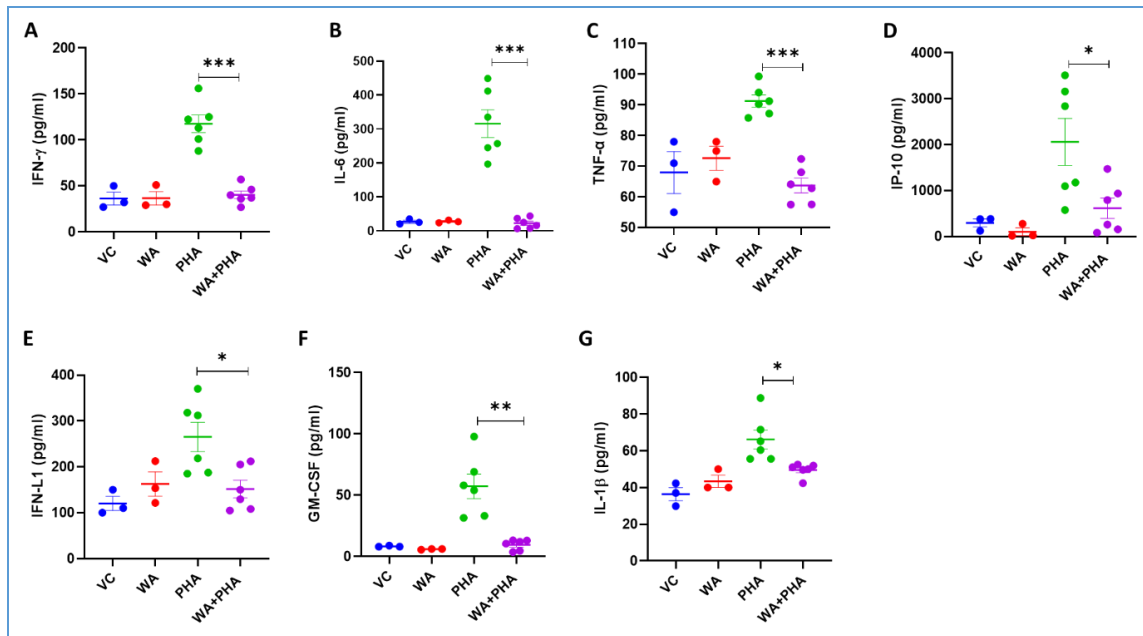 A
IFN-γ (pg/ml)
200
150
100
50
0
***
VC
WA
PHA
WA+PHA
B
IL-6 (pg/ml)
500
400
300
200
100
0
***
VC
WA
PHA
WA+PHA
C
TNF-α (pg/ml)
110
100
90
80
70
60
50
***
VC
WA
PHA
WA+PHA
D
IP-10 (pg/ml)
4000
3000
2000
1000
0
*
VC
WA
PHA
WA+PHA
E
IFN-L1 (pg/ml)
400
300
200
100
0
*
VC
WA
PHA
WA+PHA
F
GM-CSF (pg/ml)
150
100
50
0
**
VC
WA
PHA
WA+PHA
G
IL-1β (pg/ml)
100
80
60
40
20
0
*
VC
WA
PHA
WA+PHA